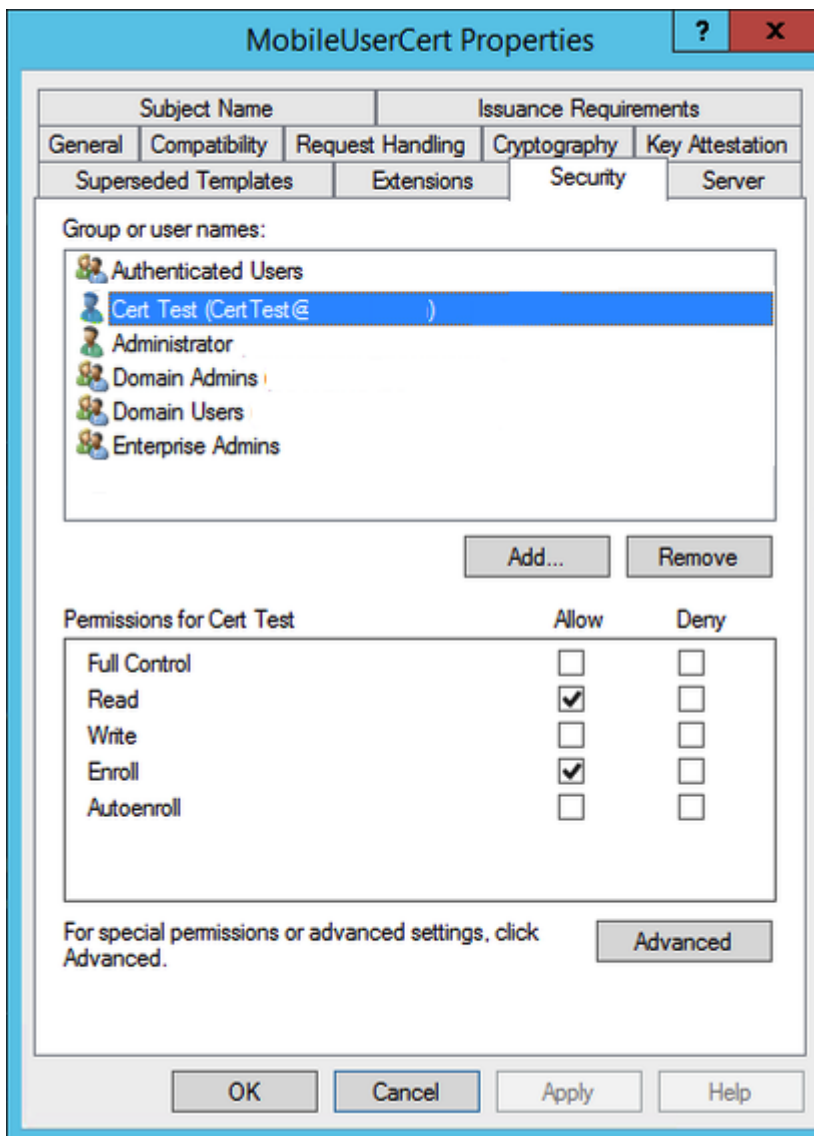 MobileUserCert Properties ? x
Subject Name Issuance Requirements
General Compatibility Request Handling Cryptography Key Attestation
Superseded Templates Extensions Security Server
Group or user names:
Authenticated Users
Cert Test (CertTest@ )
Administrator
Domain Admins (
Domain Users
Enterprise Admins
Add... Remove
Permissions for Cert Test Allow Deny
Full Control
Read
Write
Enroll
Autoenroll
For special permissions or advanced settings, click
Advanced.
Advanced
OK Cancel Apply Help